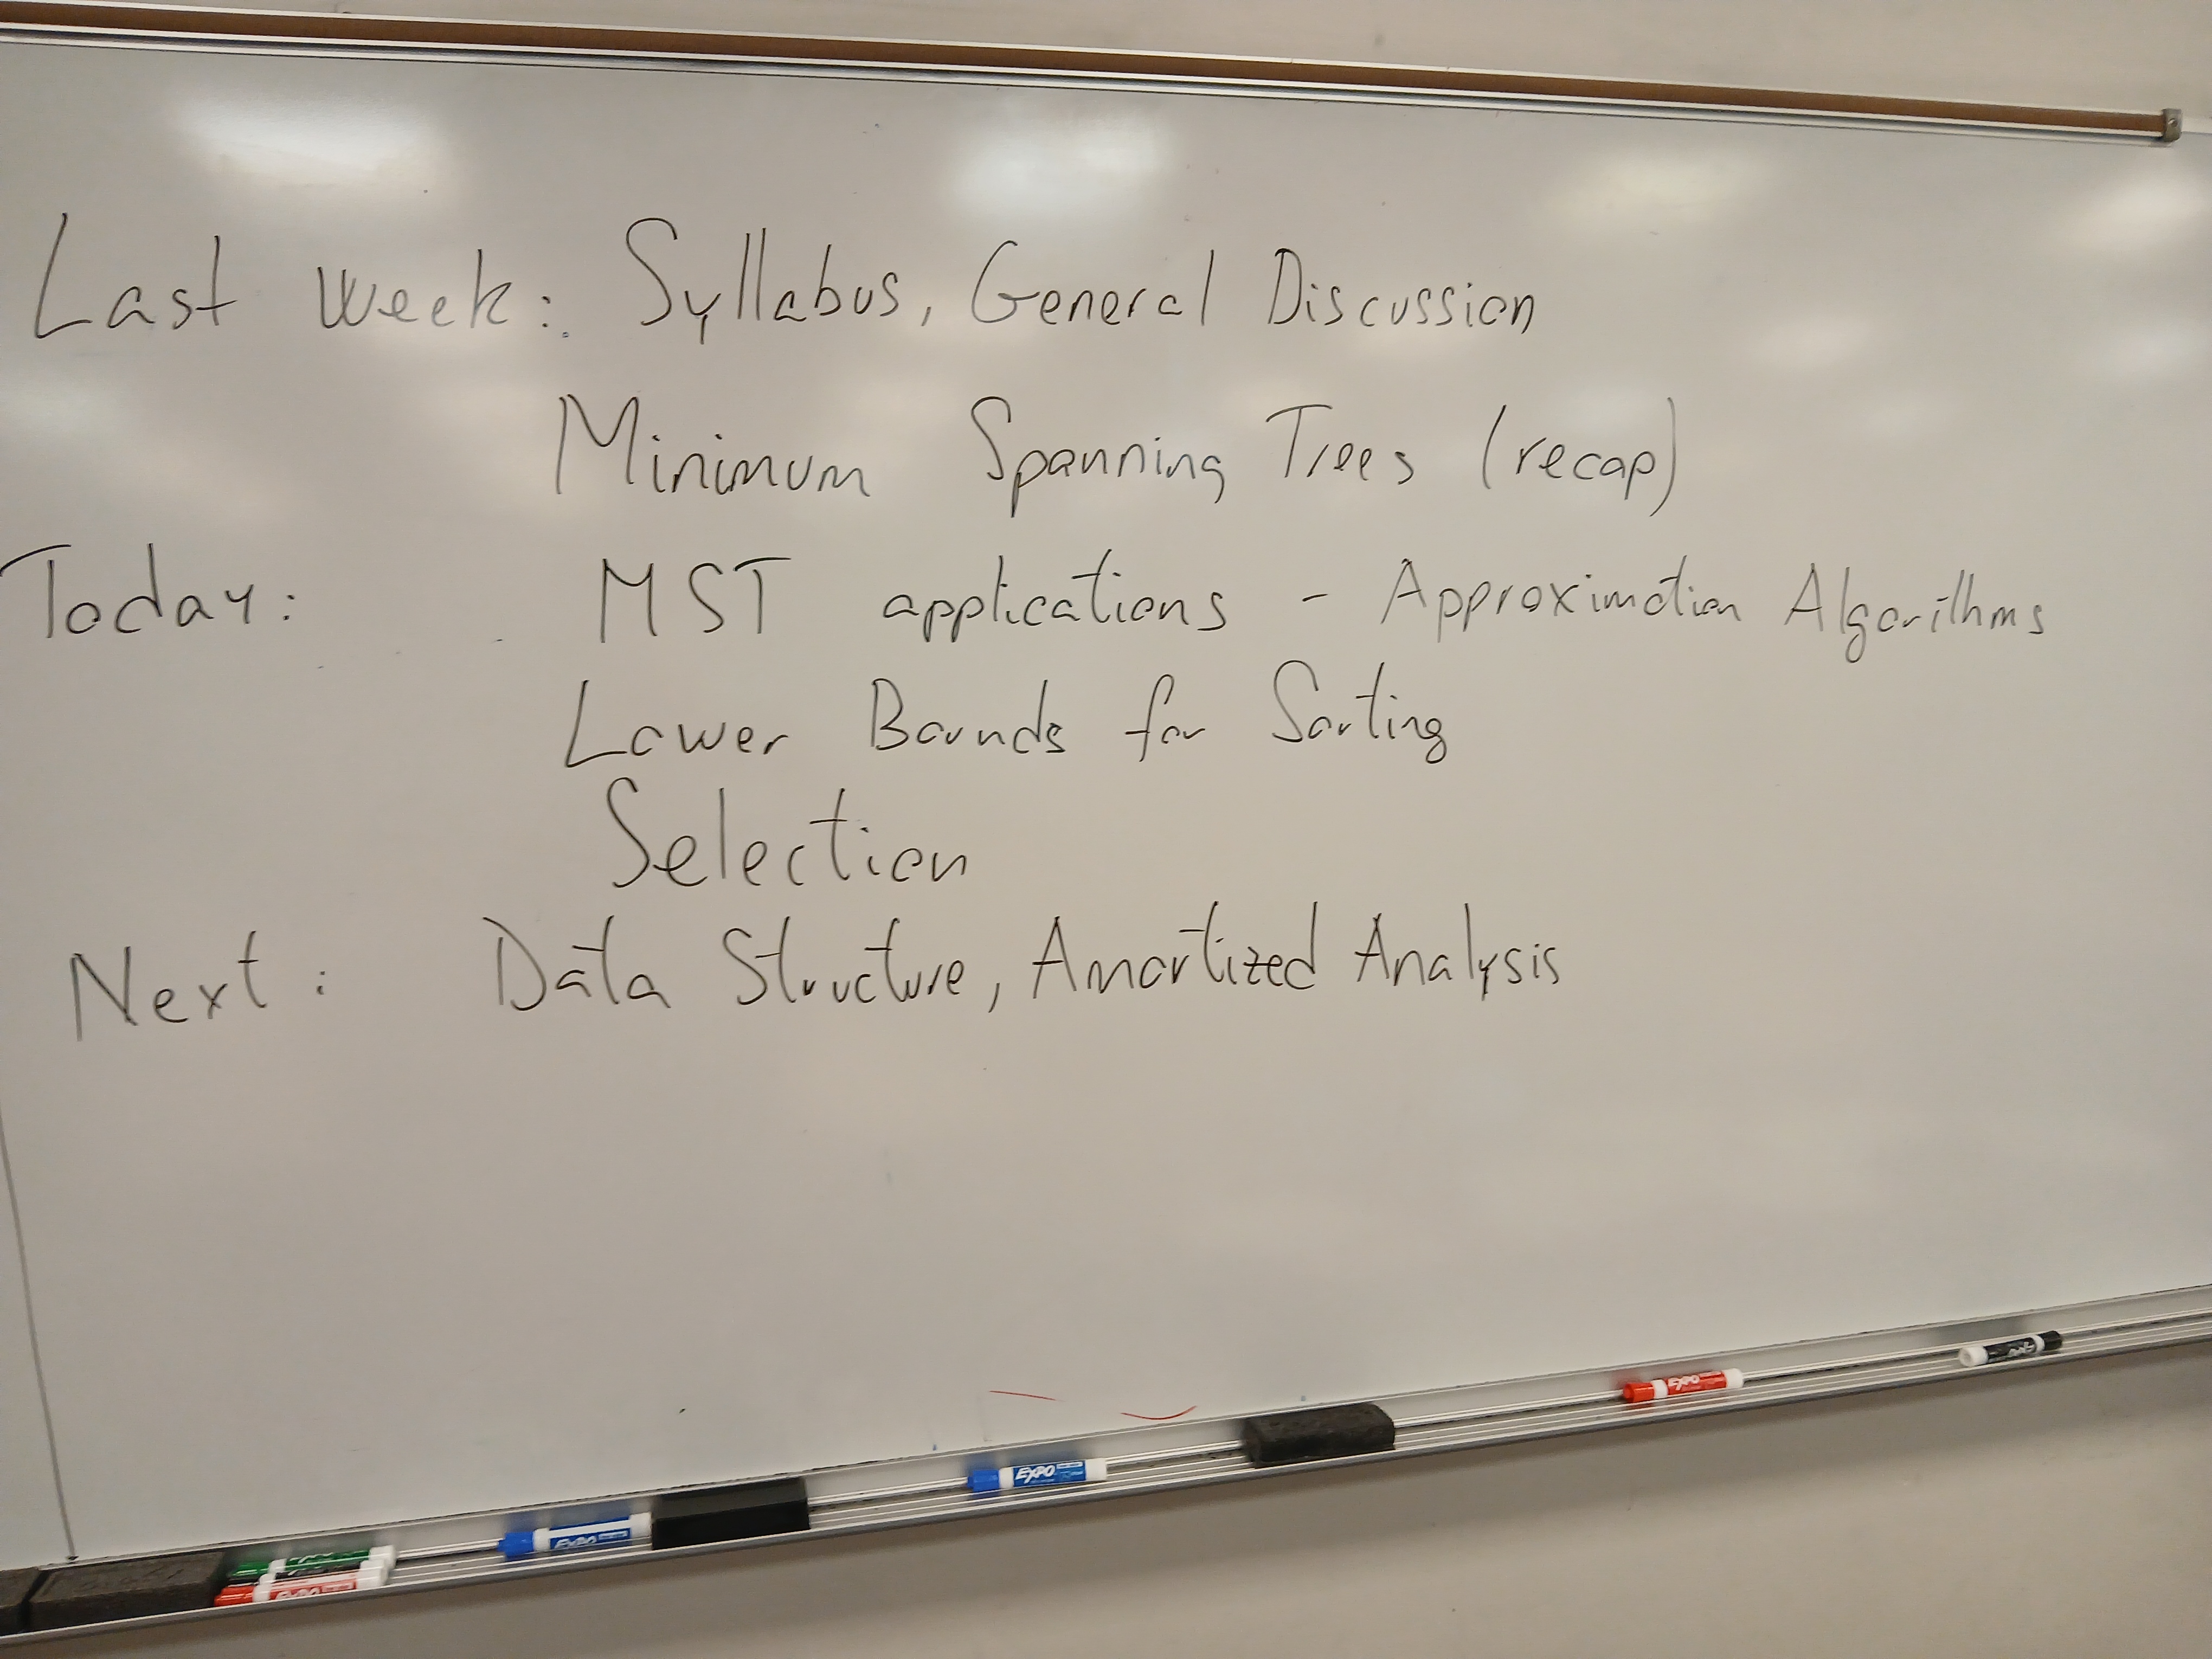 Last week: Syllabus, General Discussion
Minimum Spanning Trees (recap)
Today: MST applications - Approximation Algorithms
Lower Bounds for Sorting
Selection
Next: Data Structure, Amortized Analysis
EXPO
EXPO
EXPO
EXPO